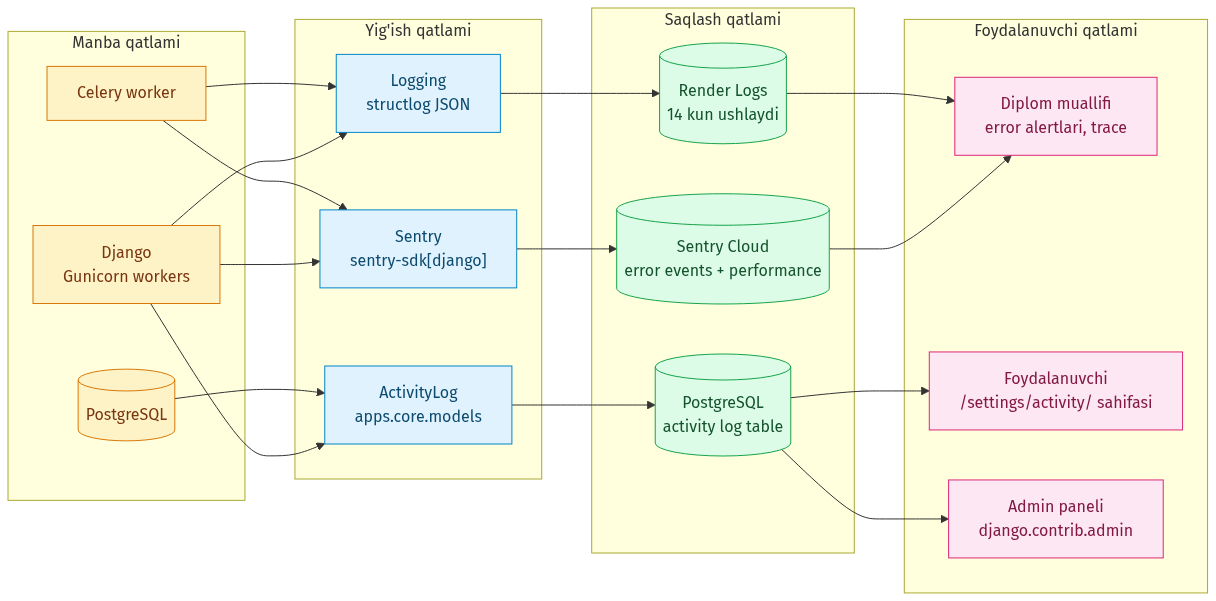 Manba qatlami
Celery worker
Django
Gunicorn workers
PostgreSQL
Yig'ish qatlami
Logging
structlog JSON
Sentry
sentry-sdk[django]
ActivityLog
apps.core.models
Saqlash qatlami
Render Logs
14 kun ushlaydi
Sentry Cloud
error events + performance
PostgreSQL
activity log table
Foydalanuvchi qatlami
Diplom muallifi
error alertlari, trace
Foydalanuvchi
/settings/activity/ sahifasi
Admin paneli
django.contrib.admin